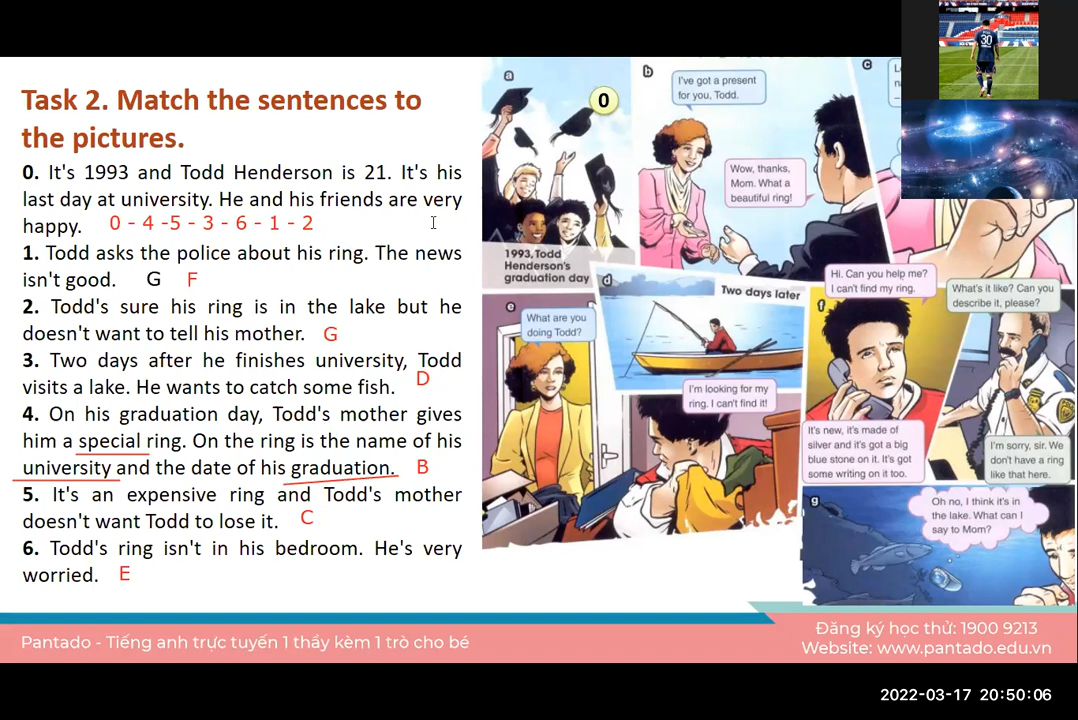 Task 2. Match the sentences to
the pictures.
0. It's 1993 and Todd Henderson is 21. It's his
last day at university. He and his friends are very
happy. 0 - 4 -5 - 3 - 6 - 1 - 2
1. Todd asks the police about his ring. The news
isn't good. G F
2. Todd's sure his ring is in the lake but he
doesn't want to tell his mother. G
3. Two days after he finishes university, Todd
visits a lake. He wants to catch some fish. D
4. On his graduation day, Todd's mother gives
him a special ring. On the ring is the name of his
university and the date of his graduation. B
5. It's an expensive ring and Todd's mother
doesn't want Todd to lose it. C
6. Todd's ring isn't in his bedroom. He's very
worried. E
a
0
1993, Todd
Henderson's
graduation day
b
I've got a present
for you, Todd.
Wow, thanks,
Mom. What a
beautiful ring!
c
30
d
Two days later
e
What are you
doing Todd?
I'm looking for my
ring. I can't find it!
f
Hi. Can you help me?
I can't find my ring.
What's it like? Can you
describe it, please?
It's new, it's made of
silver and it's got a big
blue stone on it. It's got
some writing on it too.
I'm sorry, sir. We
don't have a ring
like that here.
g
Oh no, I think it's in
the lake. What can I
say to Mom?
Pantado - Tiếng anh trực tuyến 1 thầy kèm 1 trò cho bé
Đăng ký học thử: 1900 9213
Website: www.pantado.edu.vn
2022-03-17 20:50:06